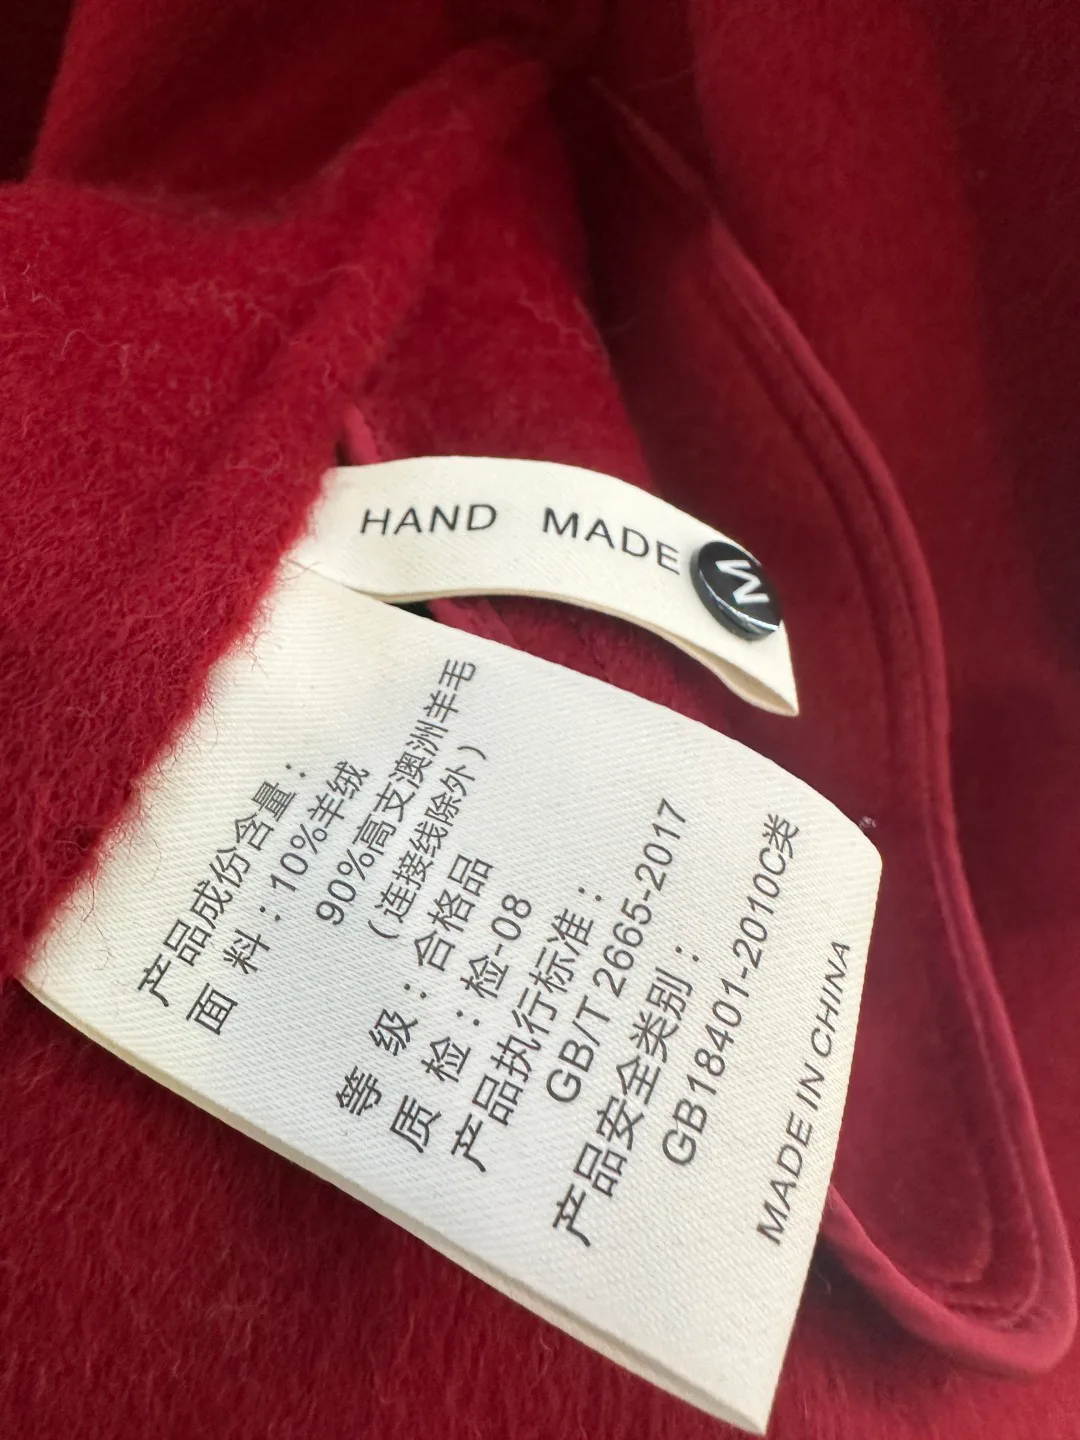 HAND MADE
M
产品成份含量：
面 料：10%羊绒
90%高支澳洲羊毛
（连接线除外）
等 级：合格品
质 检：检-08
产品执行标准：
GB/T 2665-2017
产品安全类别：
GB18401-2010C类
MADE IN CHINA